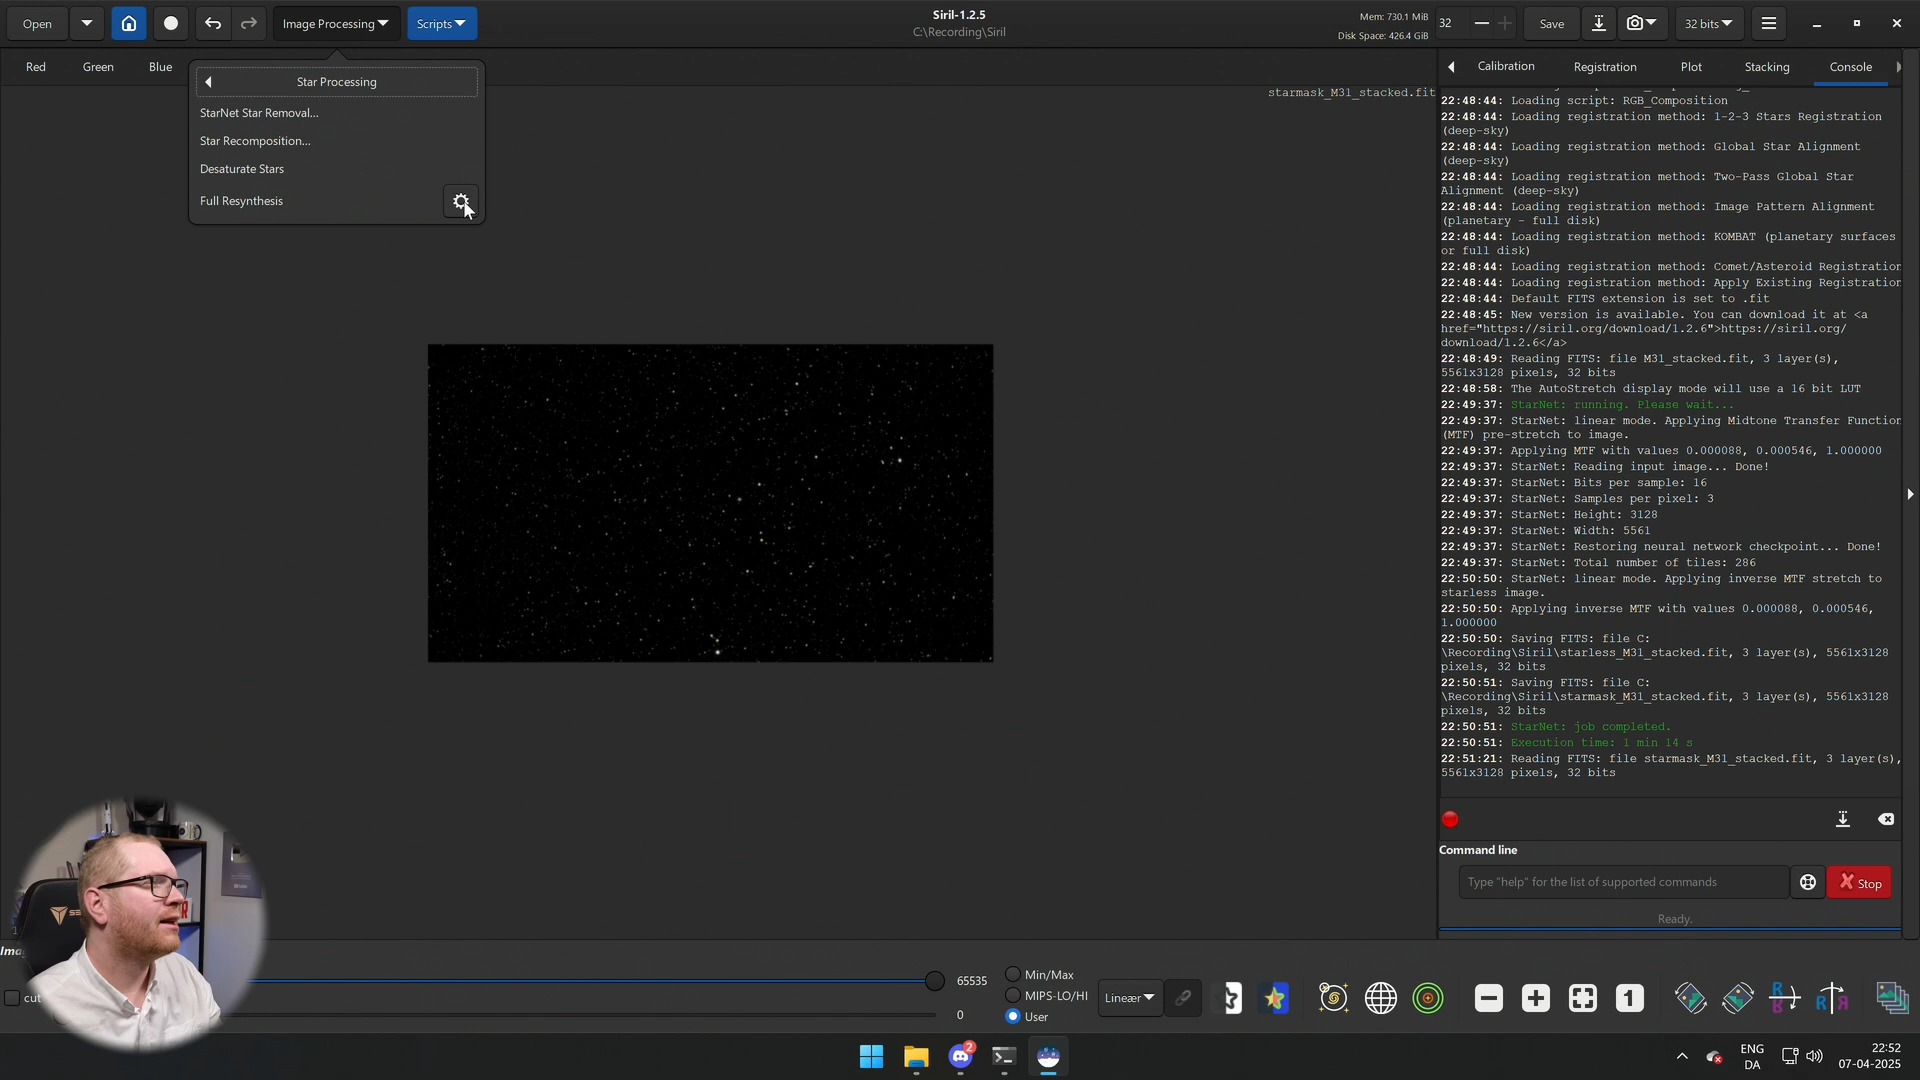 Open
Image Processing
Scripts
Siril-1.2.5
C:\Recording\Siril
Mem: 730.1 MiB
Disk Space: 426.4 GiB
32
Save
32 bits
Red
Green
Blue
Star Processing
StarNet Star Removal...
Star Recomposition...
Desaturate Stars
Full Resynthesis
starmask_M31_stacked.fit
Calibration
Registration
Plot
Stacking
Console
22:48:44: Loading script: RGB_Composition
22:48:44: Loading registration method: 1-2-3 Stars Registration
(deep-sky)
22:48:44: Loading registration method: Global Star Alignment
(deep-sky)
22:48:44: Loading registration method: Two-Pass Global Star
Alignment (deep-sky)
22:48:44: Loading registration method: Image Pattern Alignment
(planetary - full disk)
22:48:44: Loading registration method: KOMBAT (planetary surfaces
or full disk)
22:48:44: Loading registration method: Comet/Asteroid Registration
22:48:44: Loading registration method: Apply Existing Registration
22:48:44: Default FITS extension is set to .fit
22:48:45: New version is available. You can download it at <a
href="https://siril.org/download/1.2.6">https://siril.org/
download/1.2.6</a>
22:48:49: Reading FITS: file M31_stacked.fit, 3 layer(s),
5561x3128 pixels, 32 bits
22:48:58: The AutoStretch display mode will use a 16 bit LUT
22:49:37: StarNet: running. Please wait...
22:49:37: StarNet: linear mode. Applying Midtone Transfer Function
(MTF) pre-stretch to image.
22:49:37: Applying MTF with values 0.000088, 0.000546, 1.000000
22:49:37: StarNet: Reading input image... Done!
22:49:37: StarNet: Bits per sample: 16
22:49:37: StarNet: Samples per pixel: 3
22:49:37: StarNet: Height: 3128
22:49:37: StarNet: Width: 5561
22:49:37: StarNet: Restoring neural network checkpoint... Done!
22:49:37: StarNet: Total number of tiles: 286
22:50:50: StarNet: linear mode. Applying inverse MTF stretch to
starless image.
22:50:50: Applying inverse MTF with values 0.000088, 0.000546,
1.000000
22:50:50: Saving FITS: file C:
\Recording\Siril\starless_M31_stacked.fit, 3 layer(s), 5561x3128
pixels, 32 bits
22:50:51: Saving FITS: file C:
\Recording\Siril\starmask_M31_stacked.fit, 3 layer(s), 5561x3128
pixels, 32 bits
22:50:51: StarNet: job completed.
22:50:51: Execution time: 1 min 14 s
22:51:21: Reading FITS: file starmask_M31_stacked.fit, 3 layer(s),
5561x3128 pixels, 32 bits
Command line
Type "help" for the list of supported commands
Stop
Ready.
Ima
cut
65535
0
Min/Max
MIPS-LO/HI
User
Linear
1
2
ENG
DA
22:52
07-04-2025